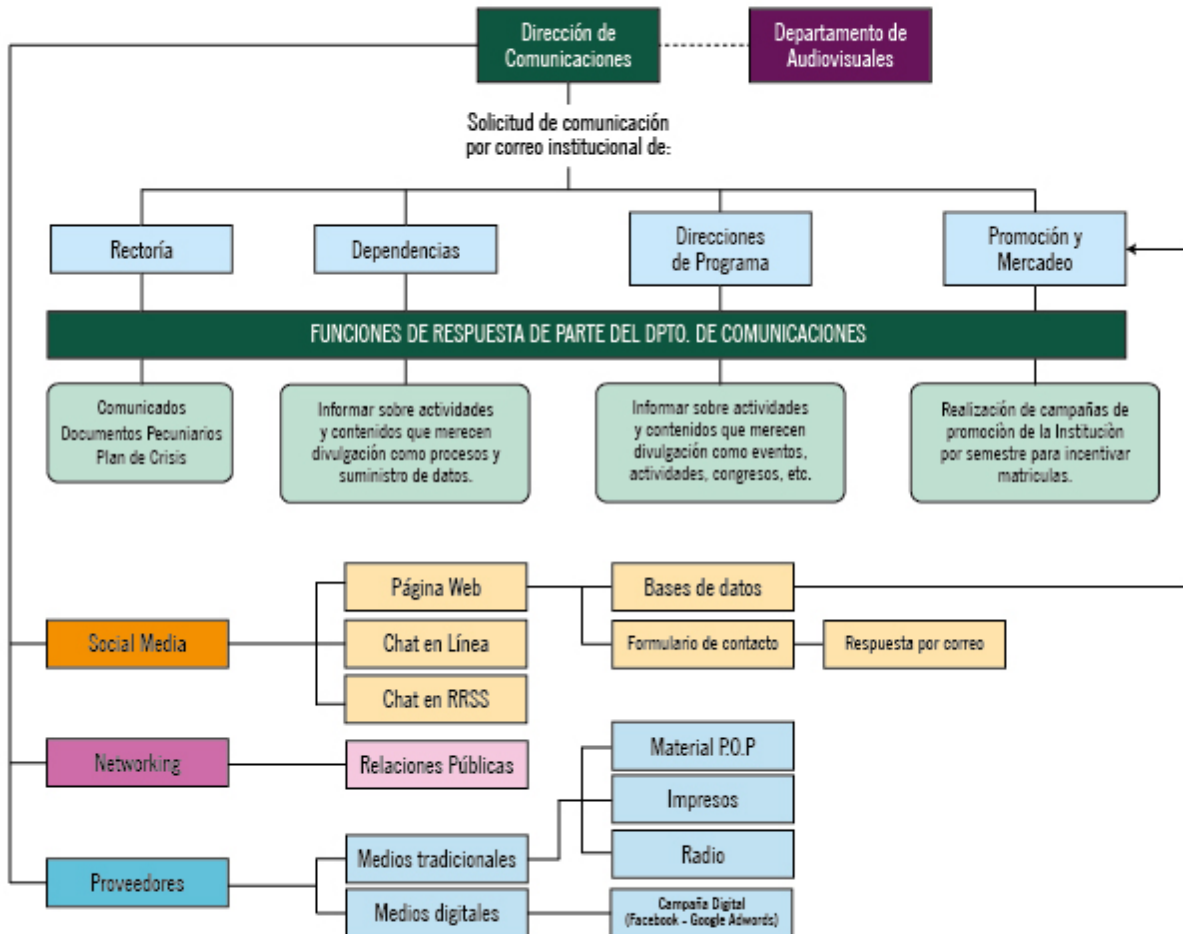 Dirección de
Comunicaciones
Departamento de
Audiovisuales
Solicitud de comunicación
por correo institucional de:
Rectoría
Dependencias
Direcciones
de Programa
Promoción y
Mercadeo
FUNCIONES DE RESPUESTA DE PARTE DEL DPTO. DE COMUNICACIONES
Comunicados
Documentos Pecuniarios
Plan de Crisis
Informar sobre actividades
y contenidos que merecen
divulgación como procesos y
suministro de datos.
Informar sobre actividades
y contenidos que merecen
divulgación como eventos,
actividades, congresos, etc.
Realización de campañas de
promociòn de la Instituciòn
por semestre para incentivar
matriculas.
Social Media
Página Web
Bases de datos
Formulario de contacto
Respuesta por correo
Chat en Línea
Chat en RRSS
Networking
Relaciones Públicas
Proveedores
Medios tradicionales
Material P.O.P
Impresos
Radio
Medios digitales
Campaña Digital
(Facebook - Google Adwords)